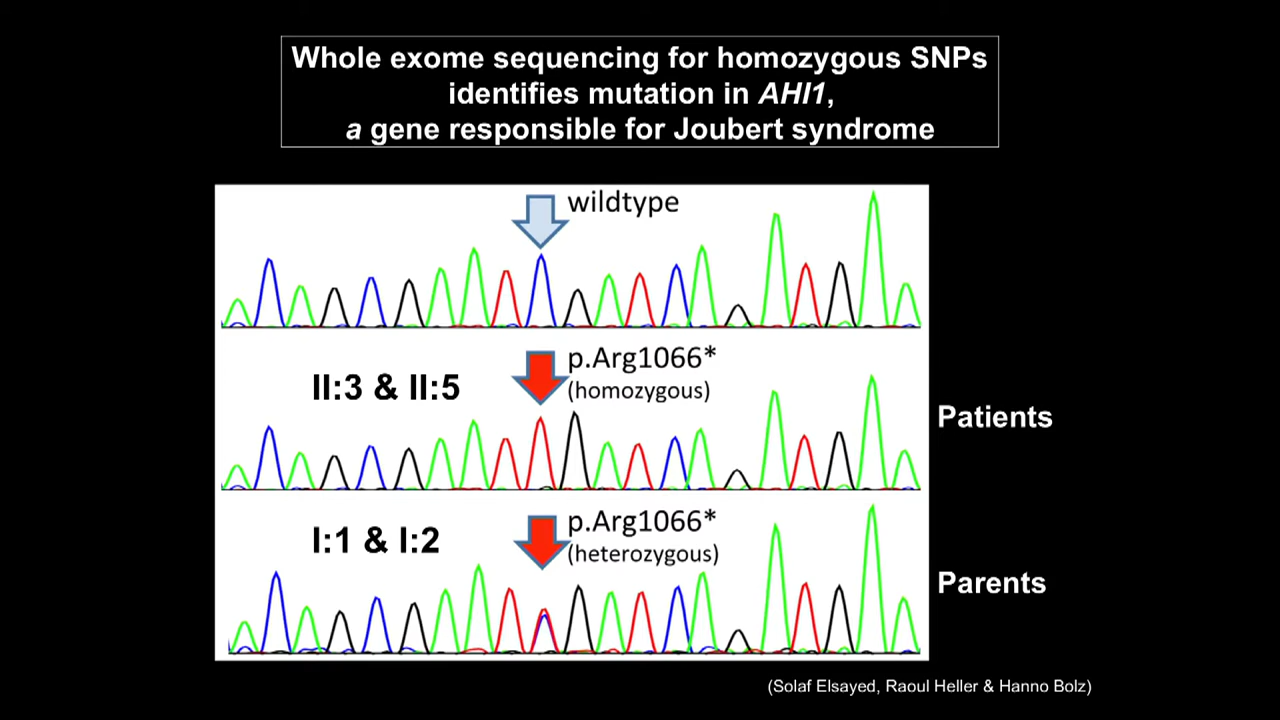 Whole exome sequencing for homozygous SNPs
identifies mutation in AHI1,
a gene responsible for Joubert syndrome
wildtype
p.Arg1066*
(homozygous)
II:3 & II:5
Patients
p.Arg1066*
(heterozygous)
I:1 & I:2
Parents
(Solaf Elsayed, Raoul Heller & Hanno Bolz)